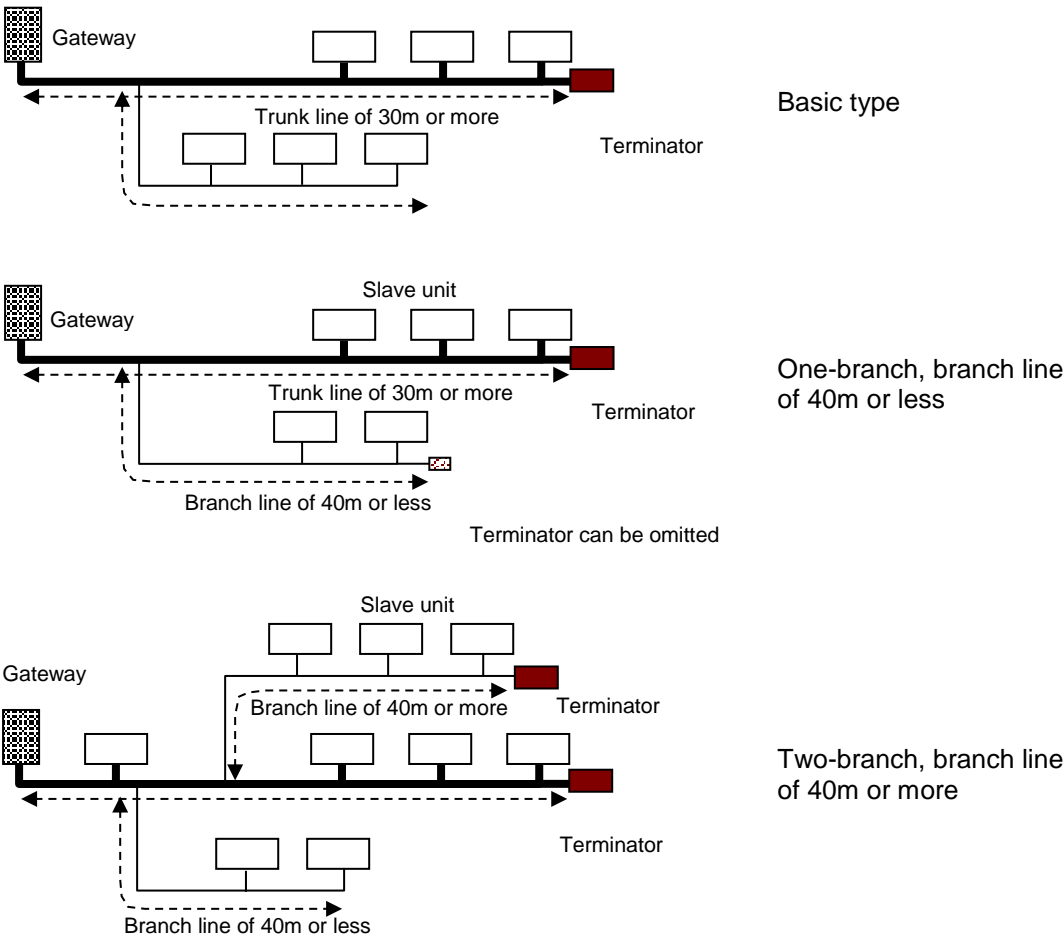 Gateway
Trunk line of 30m or more
Terminator
Basic type
Slave unit
Gateway
Trunk line of 30m or more
Terminator
One-branch, branch line
of 40m or less
Branch line of 40m or less
Terminator can be omitted
Slave unit
Gateway
Branch line of 40m or more
Terminator
Two-branch, branch line
of 40m or more
Terminator
Branch line of 40m or less